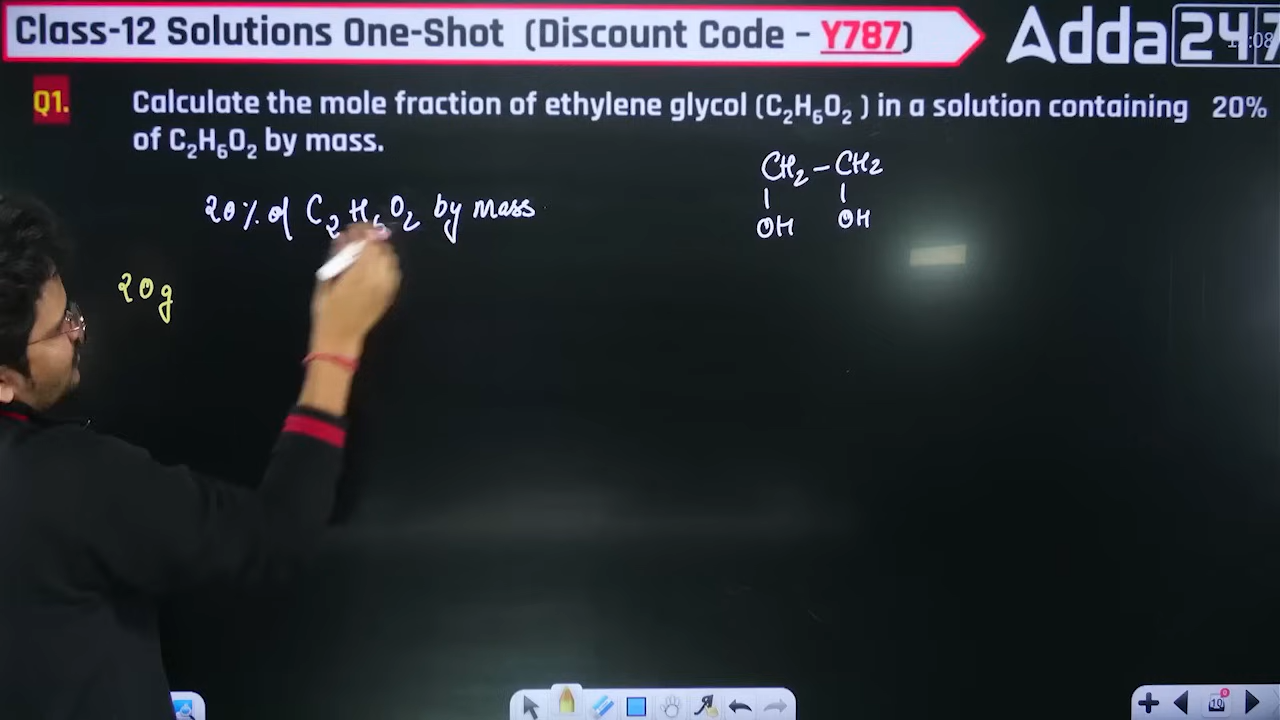 Class-12 Solutions One-Shot (Discount Code - Y787)
Adda247
Q1. Calculate the mole fraction of ethylene glycol (C₂H₆O₂ ) in a solution containing 20%
of C₂H₆O₂ by mass.
CH₂-CH₂
OH OH
20% of C₂H₆O₂ by mass
20g
10